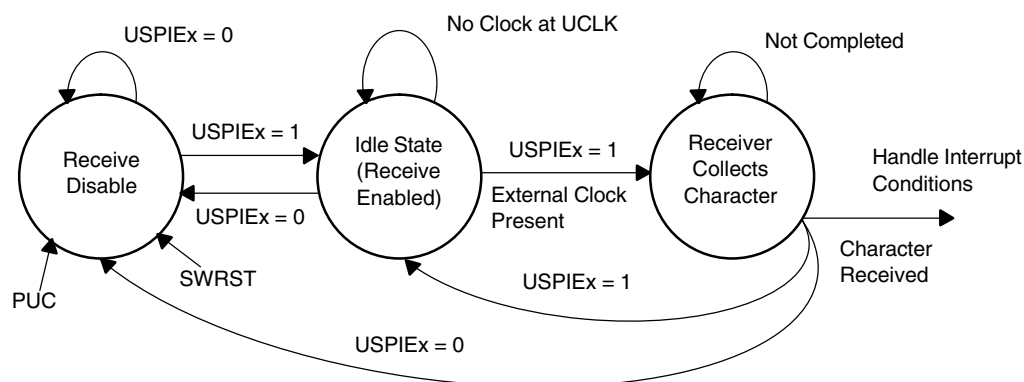 USPIEx = 0
No Clock at UCLK
Not Completed
Receive
Disable
USPIEx = 1
USPIEx = 0
Idle State
(Receive
Enabled)
USPIEx = 1
External Clock
Present
Receiver
Collects
Character
Handle Interrupt
Conditions
Character
Received
PUC
SWRST
USPIEx = 1
USPIEx = 0